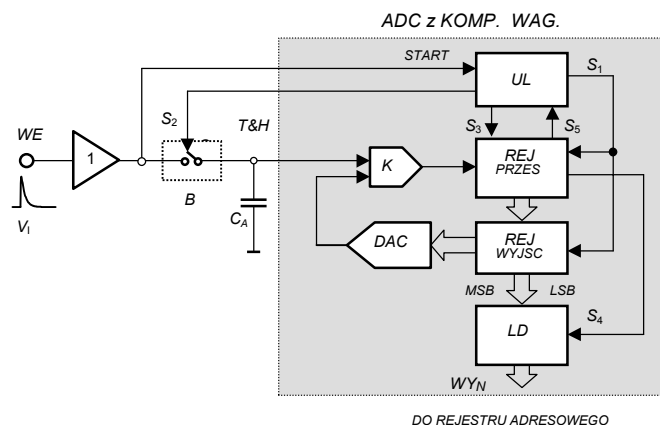 ADC z KOMP. WAG.
START
UL
S1
S2
T&H
S3
S5
WE
1
K
REJ
PRZES
B
CA
VI
DAC
REJ
WYJSC
MSB
LSB
S4
LD
WYN
DO REJESTRU ADRESOWEGO